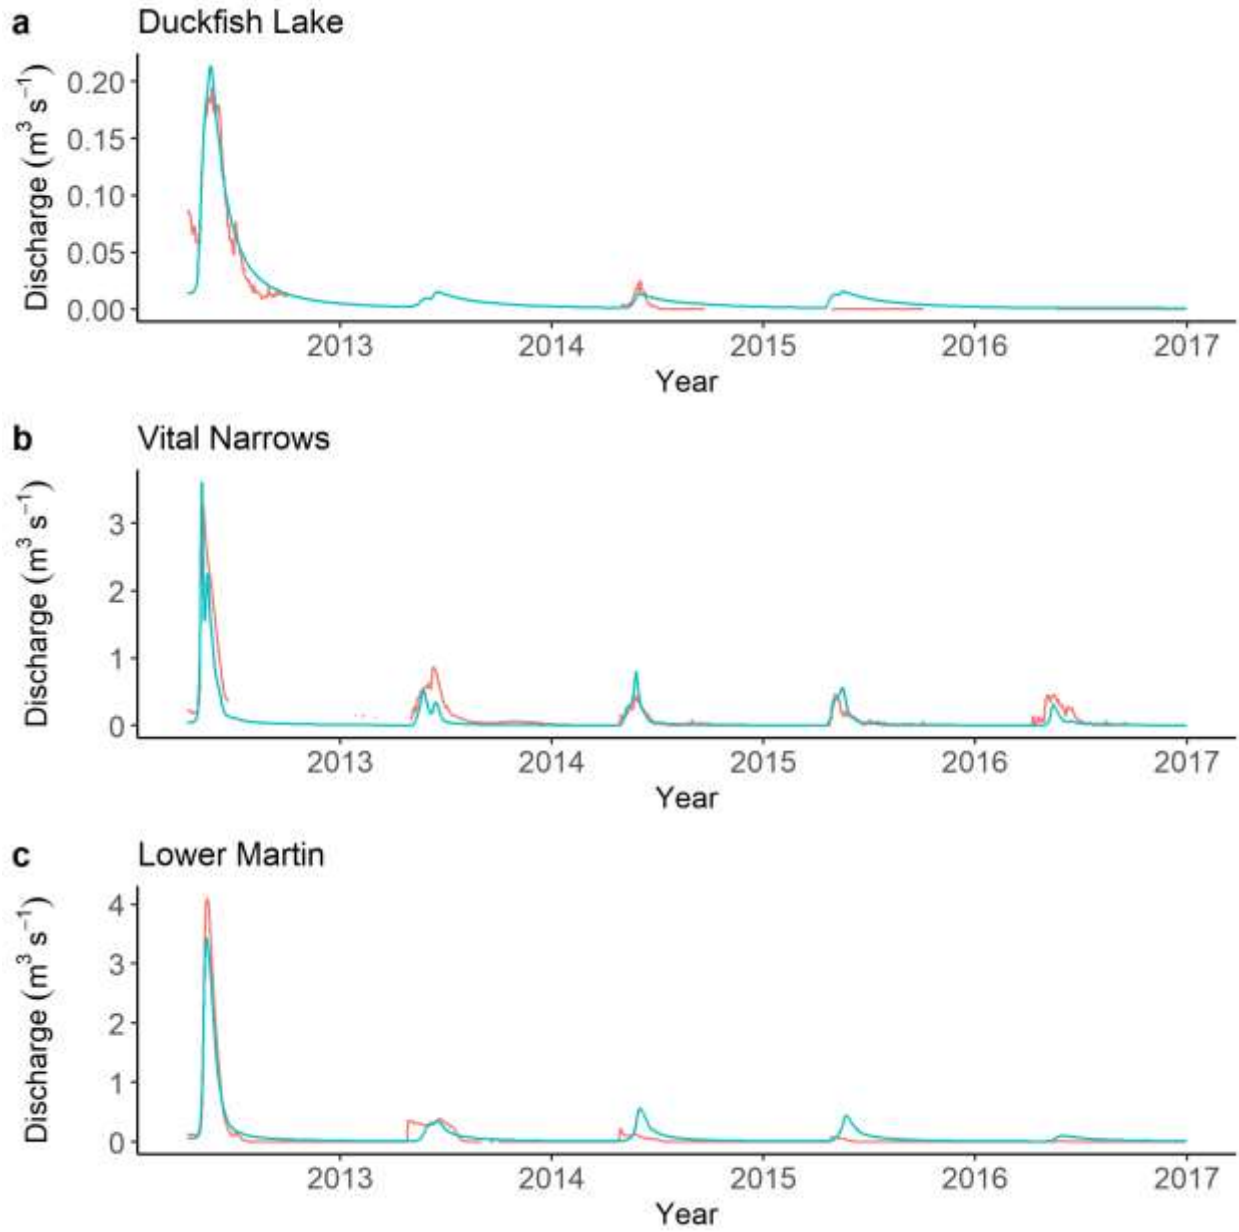 a Duckfish Lake
Discharge (m³ s⁻¹)
0.20
0.15
0.10
0.05
0.00
2013 2014 2015 2016 2017
Year
b Vital Narrows
Discharge (m³ s⁻¹)
3
2
1
0
2013 2014 2015 2016 2017
Year
c Lower Martin
Discharge (m³ s⁻¹)
4
3
2
1
0
2013 2014 2015 2016 2017
Year